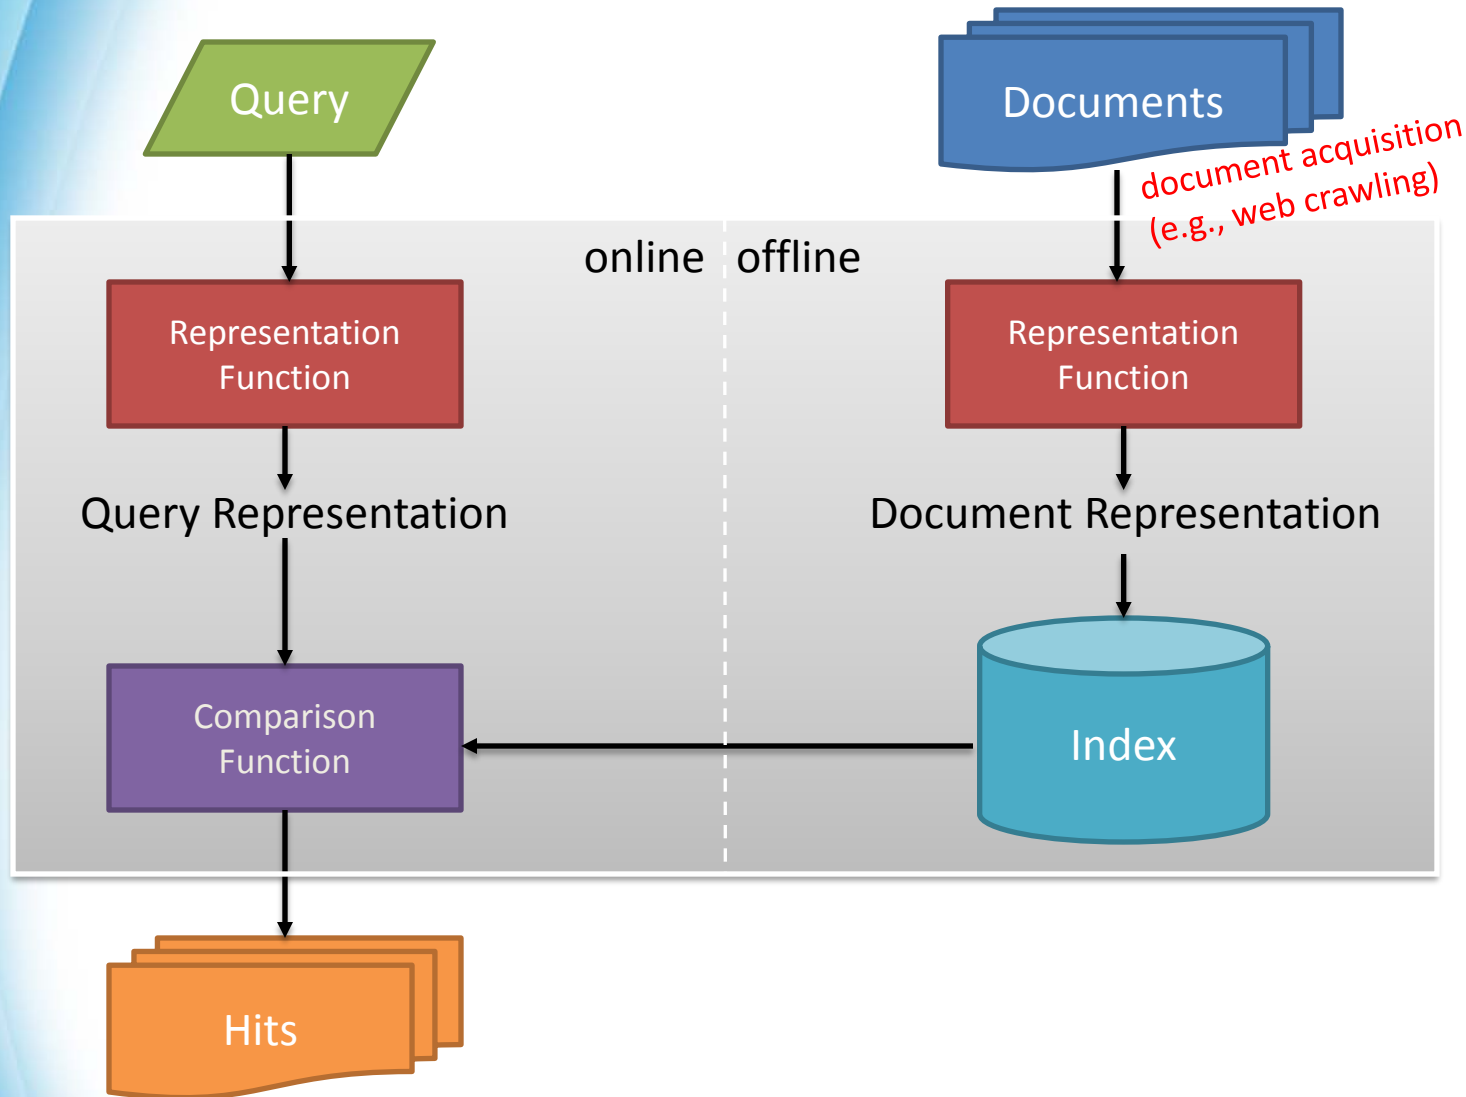 Query
Documents
document acquisition
(e.g., web crawling)
online
offline
Representation
Function
Representation
Function
Query Representation
Document Representation
Comparison
Function
Index
Hits